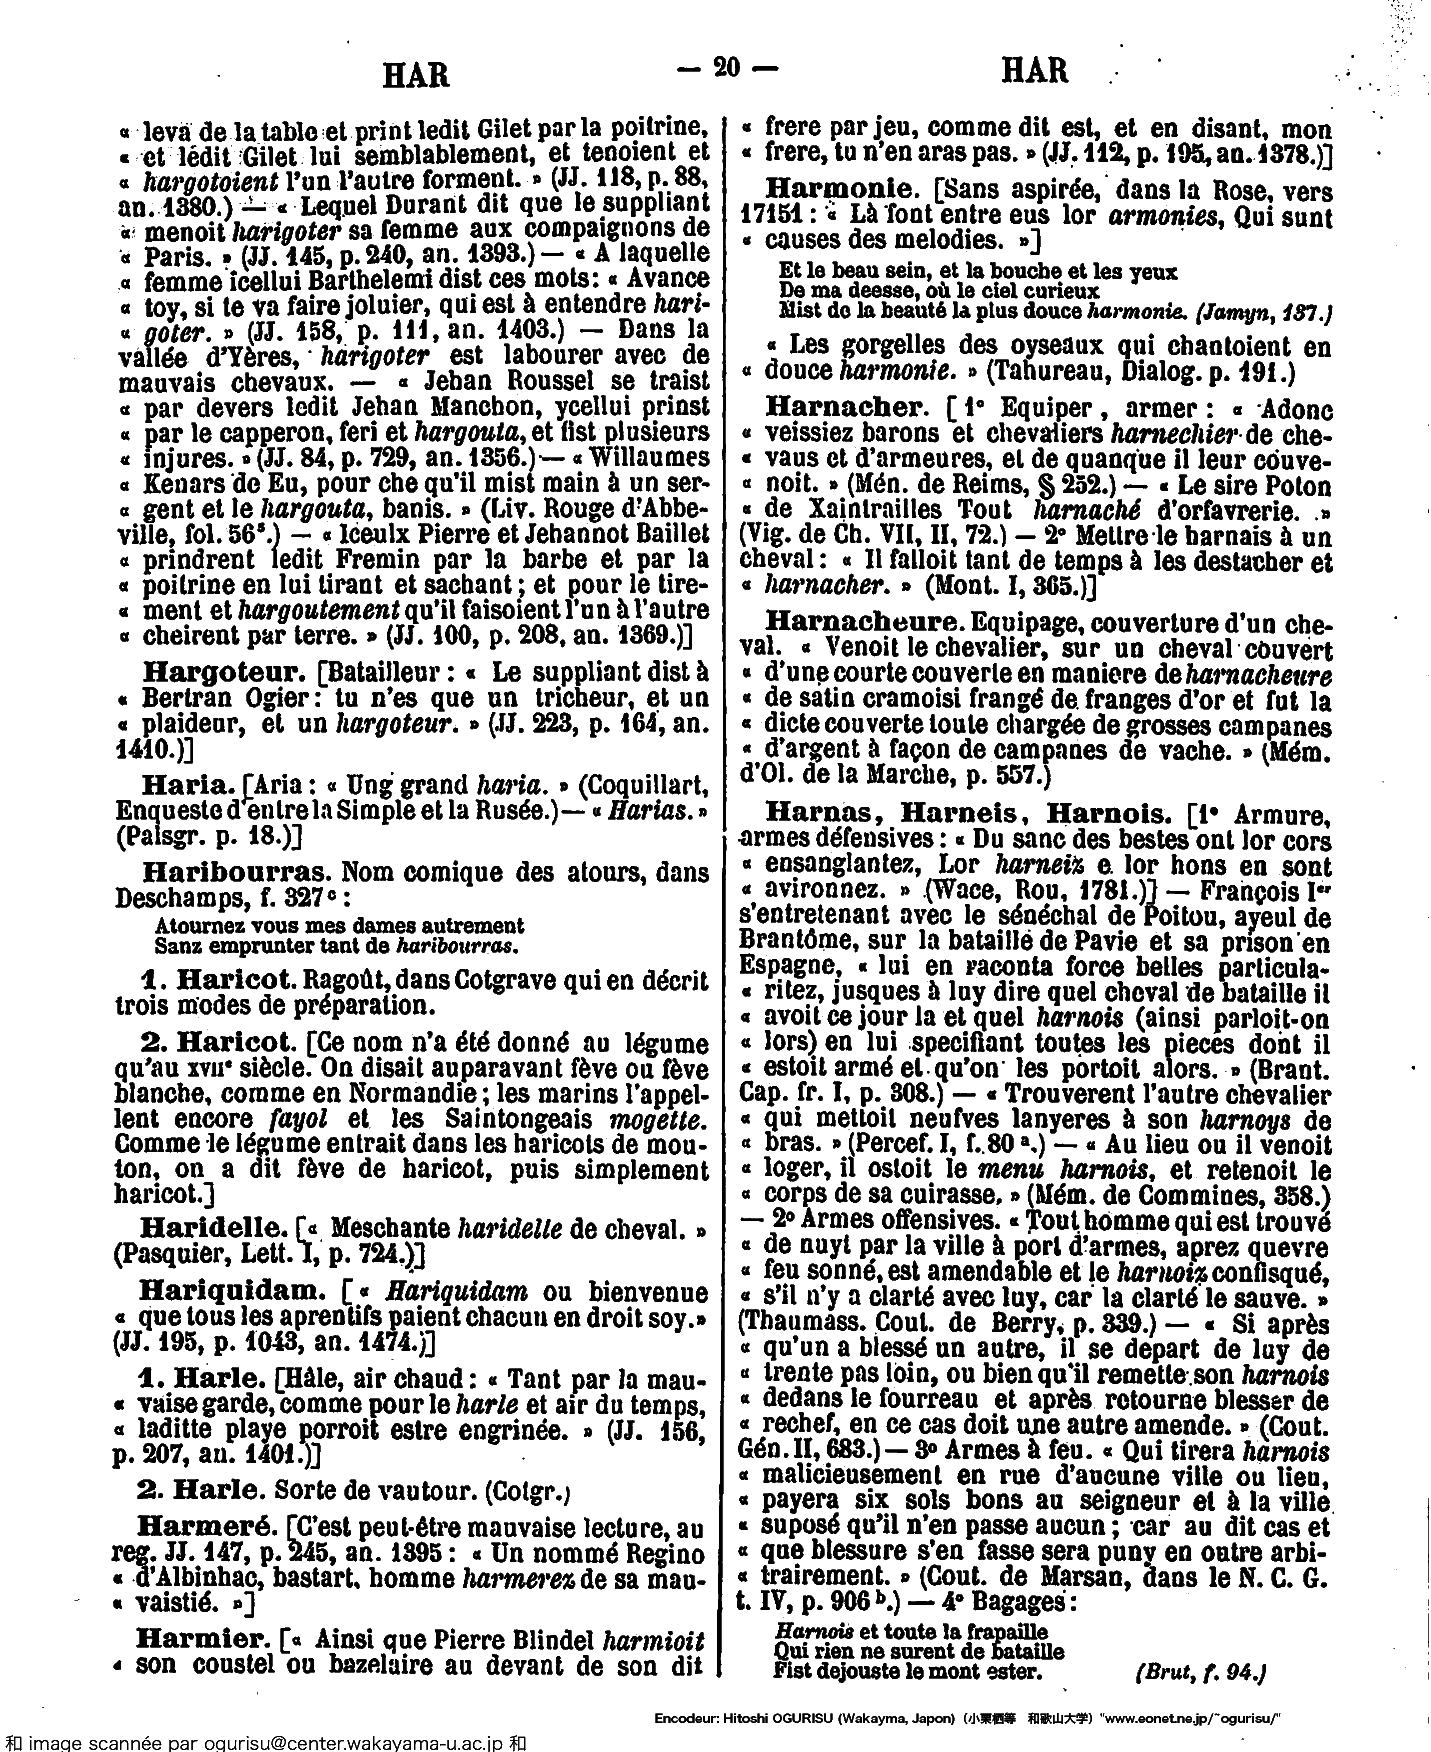 HAR
— 20 —
HAR
« leva de la table et print ledit Gilet par la poitrine,
« et lédit Gilet lui semblablement, et tenoient et
« hargotoient l'un l'autre forment. » (JJ. 118, p. 88,
an. 1380.) — « Lequel Durant dit que le suppliant
« menoit harigoter sa femme aux compaignons de
« Paris. » (JJ. 145, p. 240, an. 1393.) — « A laquelle
« femme icellui Barthelemi dist ces mots: « Avance
« toy, si te va faire joluier, qui est à entendre hari-
« goter. » (JJ. 158, p. 111, an. 1403.) — Dans la
vallée d'Yères, harigoter est labourer avec de
mauvais chevaux. — « Jehan Roussel se traist
« par devers ledit Jehan Manchon, ycellui prinst
« par le capperon, feri et hargouta, et fist plusieurs
« injures. » (JJ. 84, p. 729, an. 1356.) — « Willaumes
« Kenars de Eu, pour che qu'il mist main à un ser-
« gent et le hargouta, banis. » (Liv. Rouge d'Abbe-
ville, fol. 56ˢ.) — « Iceulx Pierre et Jehannot Baillet
« prindrent ledit Fremin par la barbe et par la
« poitrine en lui tirant et sachant ; et pour le tire-
« ment et hargoutement qu'il faisoient l'un à l'autre
« cheirent par terre. » (JJ. 100, p. 208, an. 1369.)]
Hargoteur. [Batailleur : « Le suppliant dist à
« Bertran Ogier : tu n'es que un tricheur, et un
« plaideur, et un hargoteur. » (JJ. 223, p. 164, an.
1410.)]
Haria. [Aria : « Ung grand haria. » (Coquillart,
Enqueste d'entre la Simple et la Rusée.) — « Harias. »
(Palsgr. p. 18.)]
Haribourras. Nom comique des atours, dans
Deschamps, f. 327ᶜ :
Atournez vous mes dames autrement
Sanz emprunter tant de haribourras.
1. Haricot. Ragoût, dans Cotgrave qui en décrit
trois modes de préparation.
2. Haricot. [Ce nom n'a été donné au légume
qu'au XVIIᵉ siècle. On disait auparavant fève ou fève
blanche, comme en Normandie ; les marins l'appel-
lent encore fayol et les Saintongeais mogette.
Comme le légume entrait dans les haricots de mou-
ton, on a dit fève de haricot, puis simplement
haricot.]
Haridelle. [« Meschante haridelle de cheval. »
(Pasquier, Lett. I, p. 724.)]
Hariquidam. [« Hariquidam ou bienvenue
« que tous les aprentifs paient chacun en droit soy. »
(JJ. 195, p. 1043, an. 1474.)]
1. Harle. [Hâle, air chaud : « Tant par la mau-
« vaise garde, comme pour le harle et air du temps,
« laditte playe porroit estre engrinée. » (JJ. 156,
p. 207, an. 1401.)]
2. Harle. Sorte de vautour. (Cotgr.)
Harmeré. [C'est peut-être mauvaise lecture, au
reg. JJ. 147, p. 245, an. 1395 : « Un nommé Regino
« d'Albinhac, bastart, homme harmerez de sa mau-
« vaistié. »]
Harmier. [« Ainsi que Pierre Blindel harmioit
« son coustel ou bazelaire au devant de son dit
« frere par jeu, comme dit est, et en disant, mon
« frere, tu n'en aras pas. » (JJ. 112, p. 195, an. 1378.)]
Harmonie. [Sans aspirée, dans la Rose, vers
17151 : « Là font entre eus lor armonies, Qui sunt
« causes des melodies. »]
Et le beau sein, et la bouche et les yeux
De ma deesse, où le ciel curieux
Mist de la beauté la plus douce harmonie. (Jamyn, 137.)
« Les gorgelles des oyseaux qui chantoient en
« douce harmonie. » (Tahureau, Dialog. p. 191.)
Harnacher. [1º Equiper, armer : « Adonc
« veissiez barons et chevaliers harnechier de che-
« vaus et d'armeures, et de quanque il leur couve-
« noit. » (Mén. de Reims, § 252.) — « Le sire Poton
« de Xaintrailles Tout harnaché d'orfavrerie. »
(Vig. de Ch. VII, II, 72.) — 2º Mettre le harnais à un
cheval : « Il falloit tant de temps à les destacher et
« harnacher. » (Mont. I, 365.)]
Harnacheure. Equipage, couverture d'un che-
val. « Venoit le chevalier, sur un cheval couvert
« d'une courte couverte en maniere de harnacheure
« de satin cramoisi frangé de franges d'or et fut la
« dicte couverte toute chargée de grosses campanes
« d'argent à façon de campanes de vache. » (Mém.
d'Ol. de la Marche, p. 557.)
Harnas, Harneis, Harnois. [1º Armure,
armes défensives : « Du sanc des bestes ont lor cors
« ensanglantez, Lor harneiz e lor hons en sont
« avironnez. » (Wace, Rou, 1781.)] — François Iᵉʳ
s'entretenant avec le sénéchal de Poitou, ayeul de
Brantôme, sur la bataille de Pavie et sa prison en
Espagne, « lui en raconta force belles particula-
« ritez, jusques à luy dire quel cheval de bataille il
« avoit ce jour la et quel harnois (ainsi parloit-on
« lors) en lui specifiant toutes les pieces dont il
« estoit armé et qu'on les portoit alors. » (Brant.
Cap. fr. I, p. 308.) — « Trouverent l'autre chevalier
« qui mettoit neufves lanyeres à son harnoys de
« bras. » (Percef. I, f. 80 ᵃ.) — « Au lieu ou il venoit
« loger, il ostoit le menu harnois, et retenoit le
« corps de sa cuirasse. » (Mém. de Commines, 358.)
— 2º Armes offensives. « Tout homme qui est trouvé
« de nuyt par la ville à port d'armes, aprez quevre
« feu sonné, est amendable et le harnoiz confisqué,
« s'il n'y a clarté avec luy, car la clarté le sauve. »
(Thaumass. Cout. de Berry, p. 339.) — « Si après
« qu'un a blessé un autre, il se depart de luy de
« trente pas loin, ou bien qu'il remette son harnois
« dedans le fourreau et après retourne blesser de
« rechef, en ce cas doit une autre amende. » (Cout.
Gén. II, 683.) — 3º Armes à feu. « Qui tirera harnois
« malicieusement en rue d'aucune ville ou lieu,
« payera six sols bons au seigneur et à la ville
« suposé qu'il n'en passe aucun ; car au dit cas et
« que blessure s'en fasse sera puny en outre arbi-
« trairement. » (Cout. de Marsan, dans le N. C. G.
t. IV, p. 906 ᵇ.) — 4º Bagages :
Harnois et toute la frapaille
Qui rien ne surent de bataille
Fist dejouste le mont ester. (Brut, f. 94.)
Encodeur: Hitoshi OGURISU (Wakayma, Japon) (小栗栖等 和歌山大学) "www.eonet.ne.jp/~ogurisu/"
和 image scannée par ogurisu@center.wakayama-u.ac.jp 和